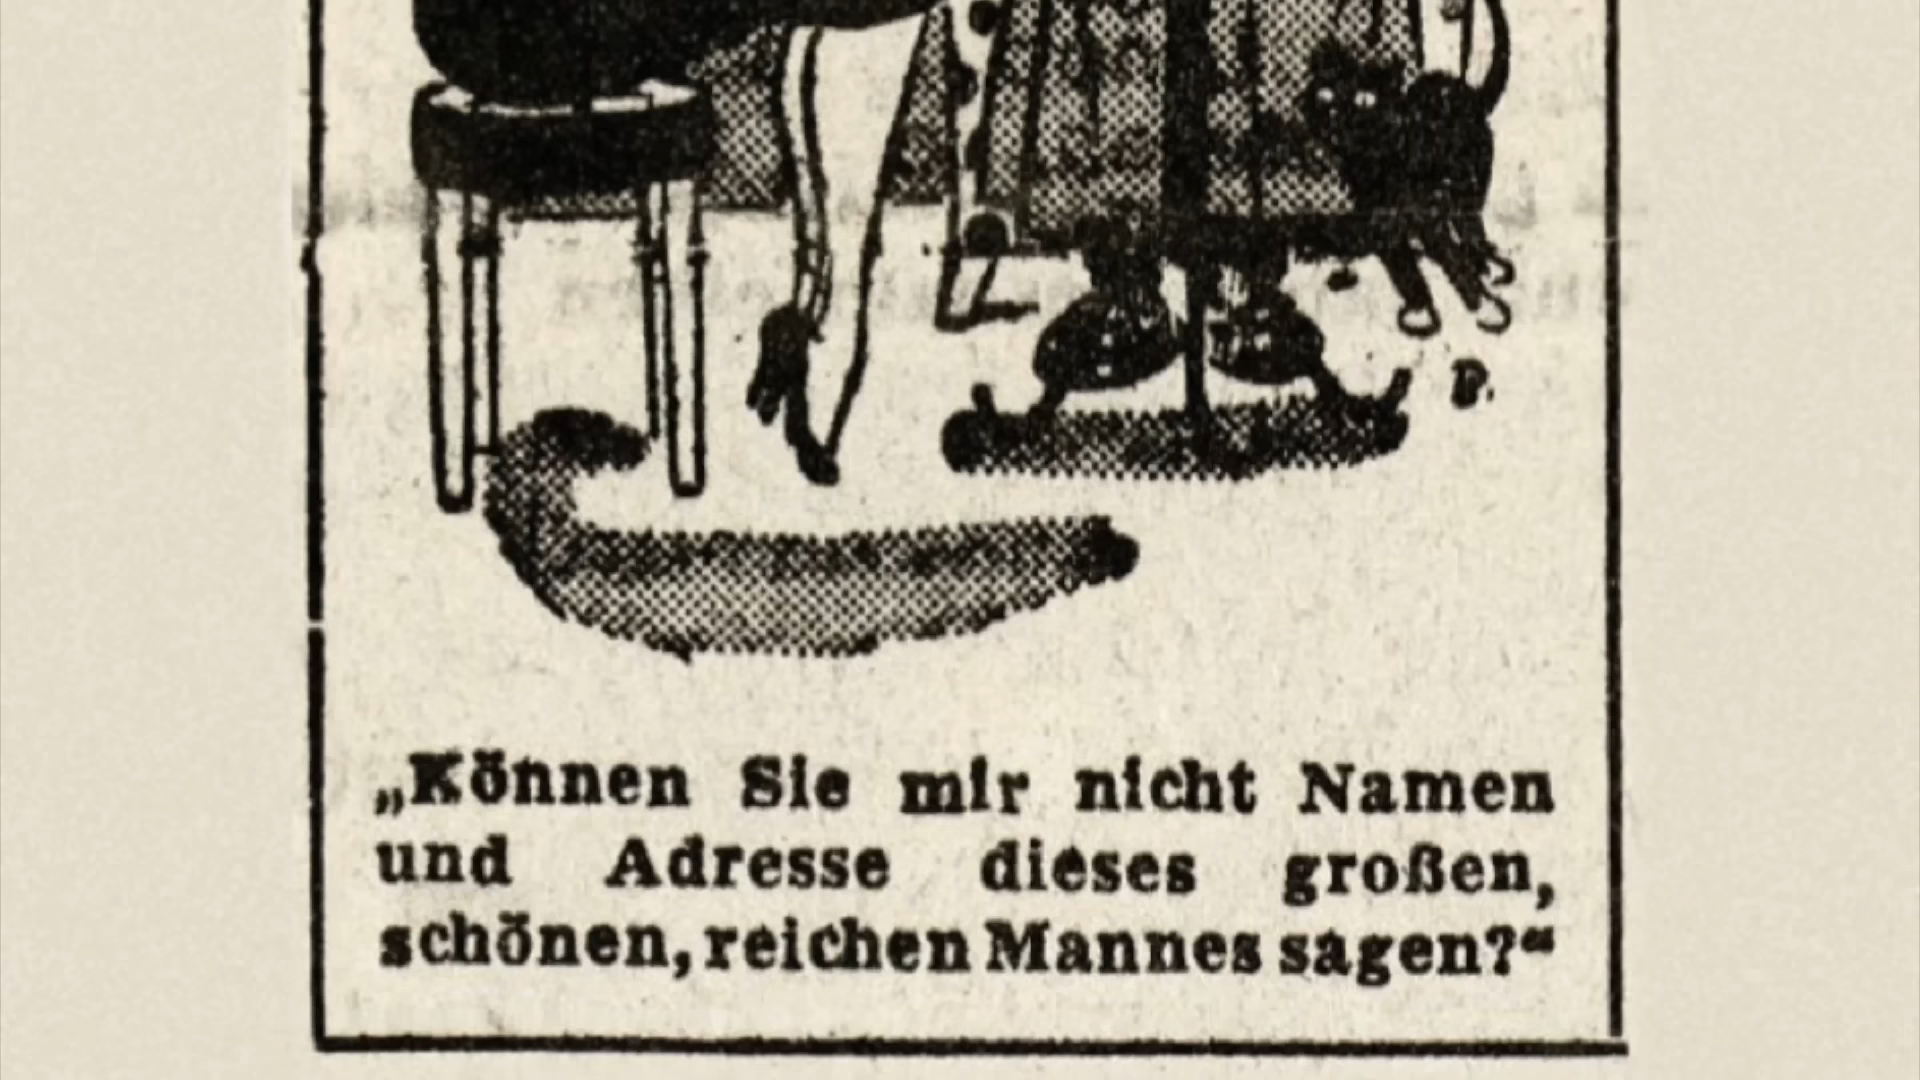 P.
„Können Sie mir nicht Namen
und Adresse dieses großen,
schönen, reichen Mannes sagen?“